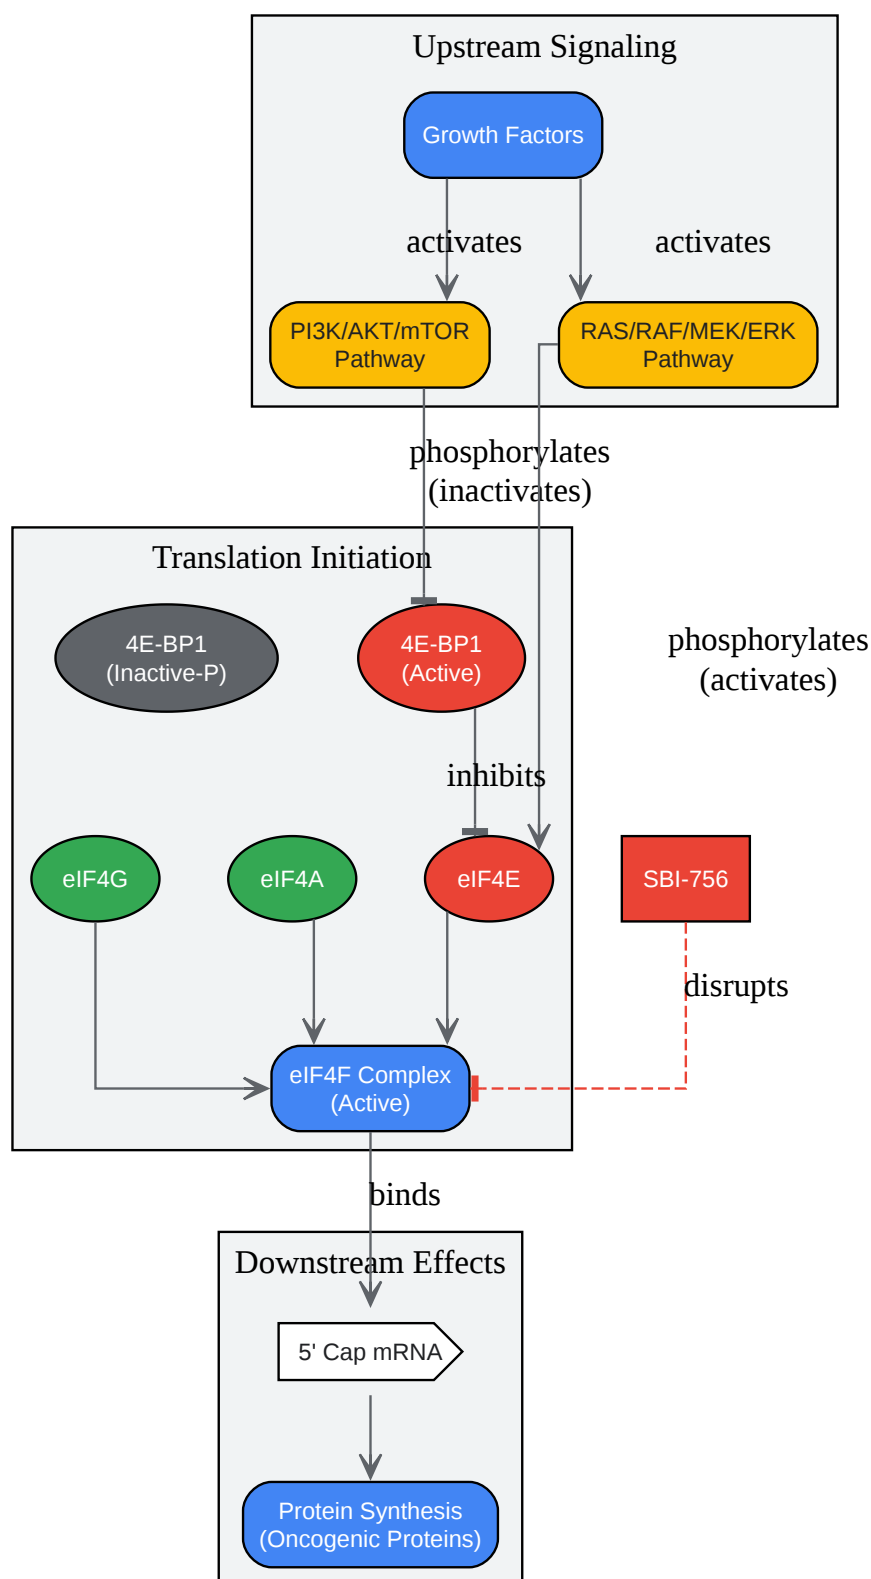 Upstream Signaling
Growth Factors
activates
activates
PI3K/AKT/mTOR
Pathway
RAS/RAF/MEK/ERK
Pathway
phosphorylates
(inactivates)
Translation Initiation
4E-BP1
(Inactive-P)
4E-BP1
(Active)
phosphorylates
(activates)
inhibits
eIF4G
eIF4A
eIF4E
SBI-756
disrupts
eIF4F Complex
(Active)
binds
Downstream Effects
5' Cap mRNA
Protein Synthesis
(Oncogenic Proteins)